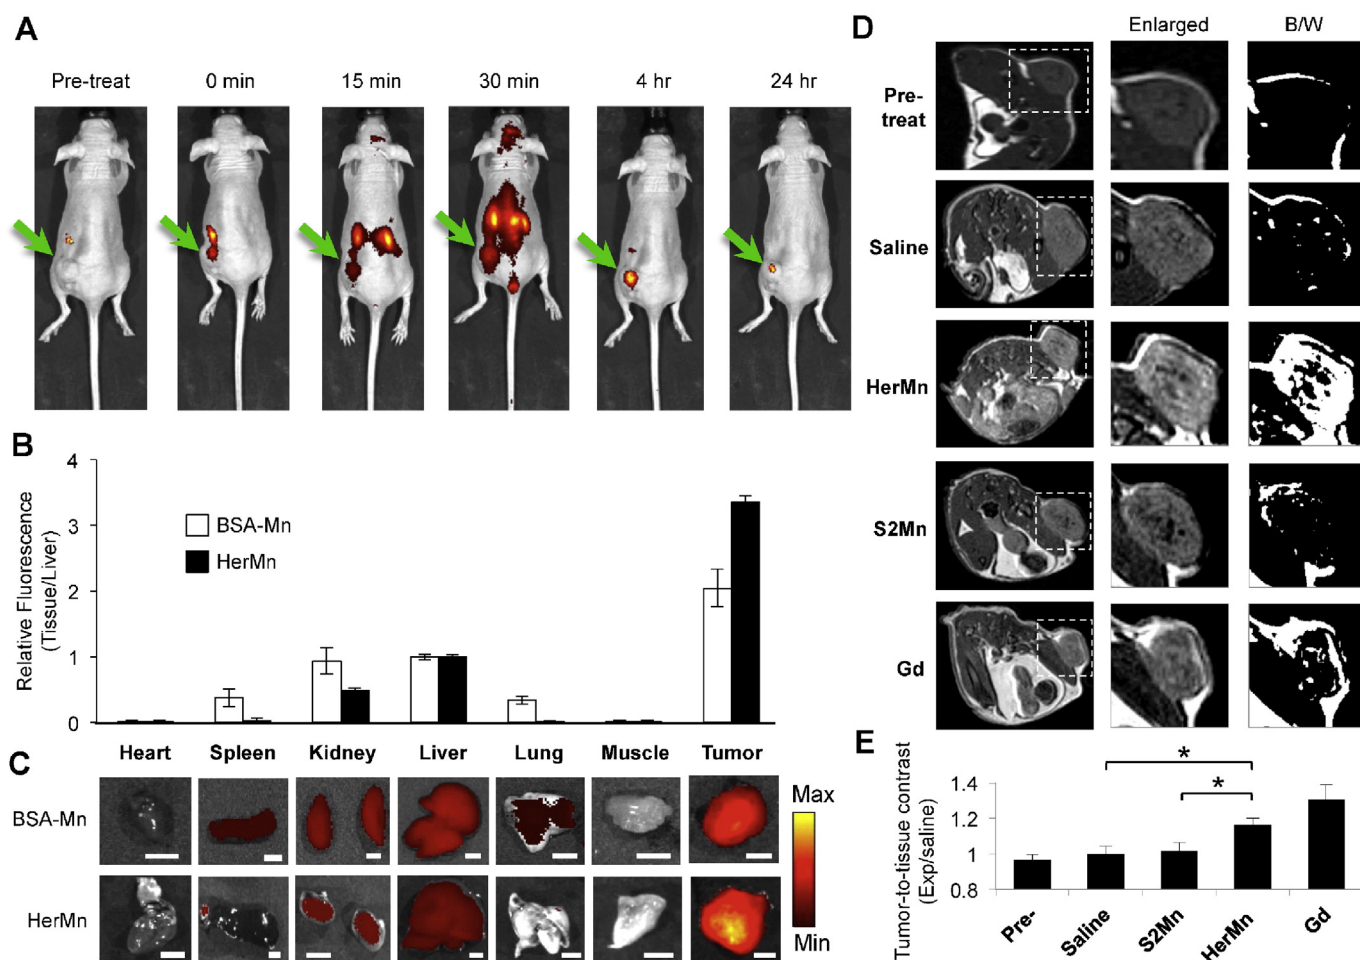 A
Pre-treat 0 min 15 min 30 min 4 hr 24 hr
B
Relative Fluorescence
(Tissue/Liver)
4
3
2
1
0
BSA-Mn
HerMn
Heart Spleen Kidney Liver Lung Muscle Tumor
C
BSA-Mn
HerMn
Max
Min
D
Enlarged B/W
Pre-
treat
Saline
HerMn
S2Mn
Gd
E
Tumor-to-tissue contrast
(Exp/saline)
1.4
1.2
1
0.8
*
*
Pre- Saline S2Mn HerMn Gd